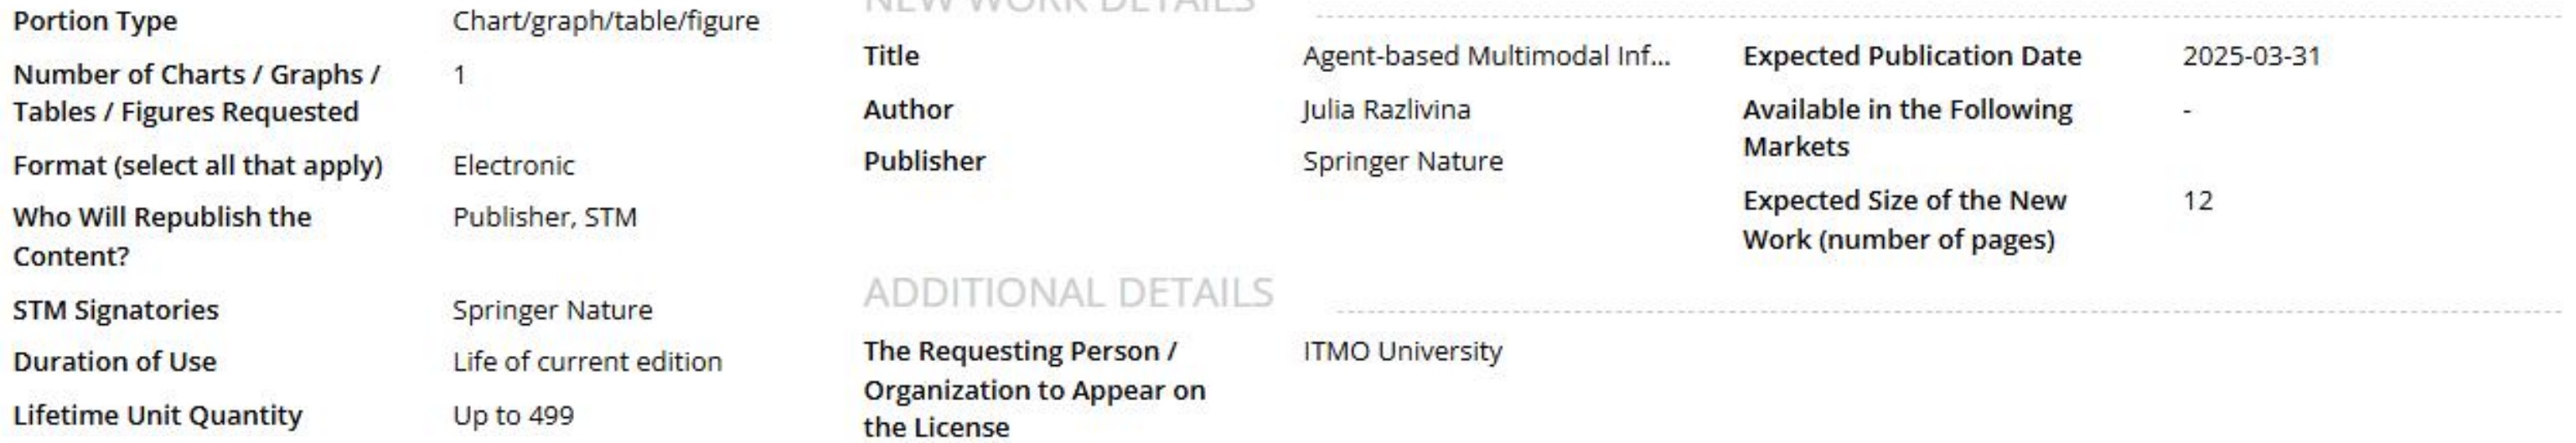 Portion Type Chart/graph/table/figure
Number of Charts / Graphs / 1
Tables / Figures Requested
Format (select all that apply) Electronic
Who Will Republish the Publisher, STM
Content?
STM Signatories Springer Nature
Duration of Use Life of current edition
Lifetime Unit Quantity Up to 499
NEW WORK DETAILS
Title Agent-based Multimodal Inf...
Author Julia Razlivina
Publisher Springer Nature
Expected Publication Date 2025-03-31
Available in the Following -
Markets
Expected Size of the New 12
Work (number of pages)
ADDITIONAL DETAILS
The Requesting Person / ITMO University
Organization to Appear on
the License